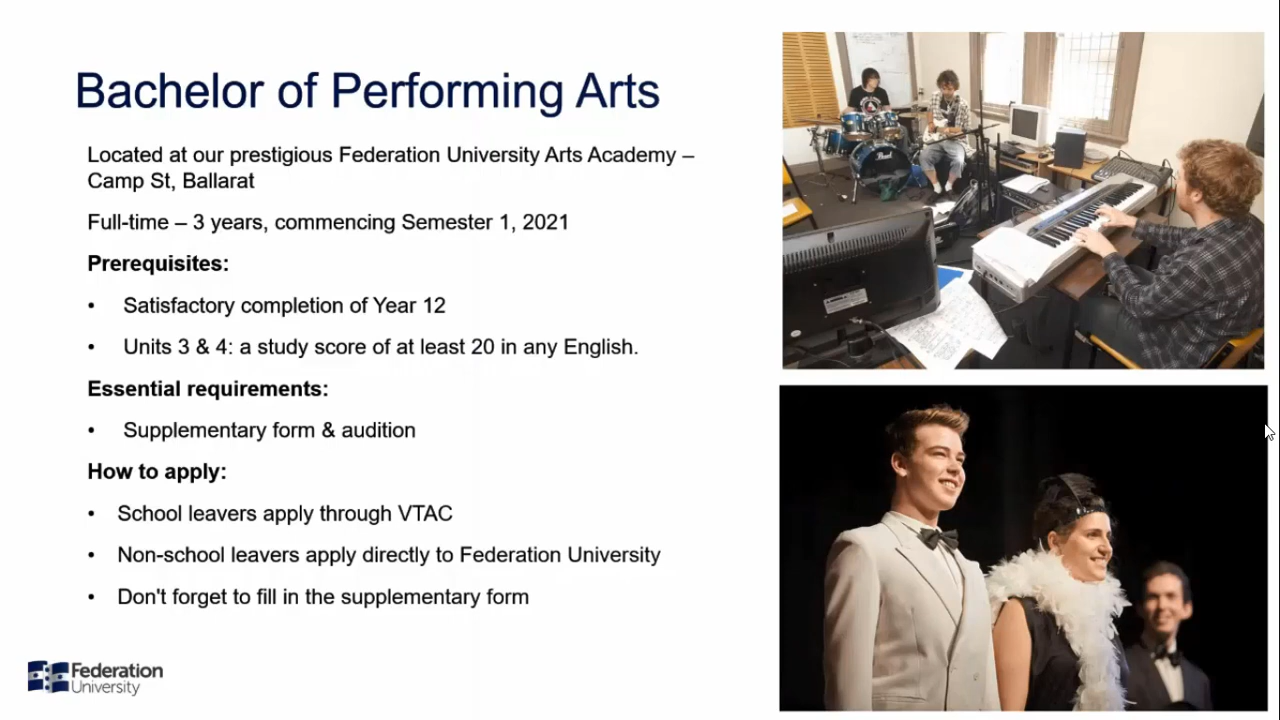 Bachelor of Performing Arts
Located at our prestigious Federation University Arts Academy –
Camp St, Ballarat
Full-time – 3 years, commencing Semester 1, 2021
Prerequisites:
• Satisfactory completion of Year 12
• Units 3 & 4: a study score of at least 20 in any English.
Essential requirements:
• Supplementary form & audition
How to apply:
• School leavers apply through VTAC
• Non-school leavers apply directly to Federation University
• Don't forget to fill in the supplementary form
Federation
University
Pearl